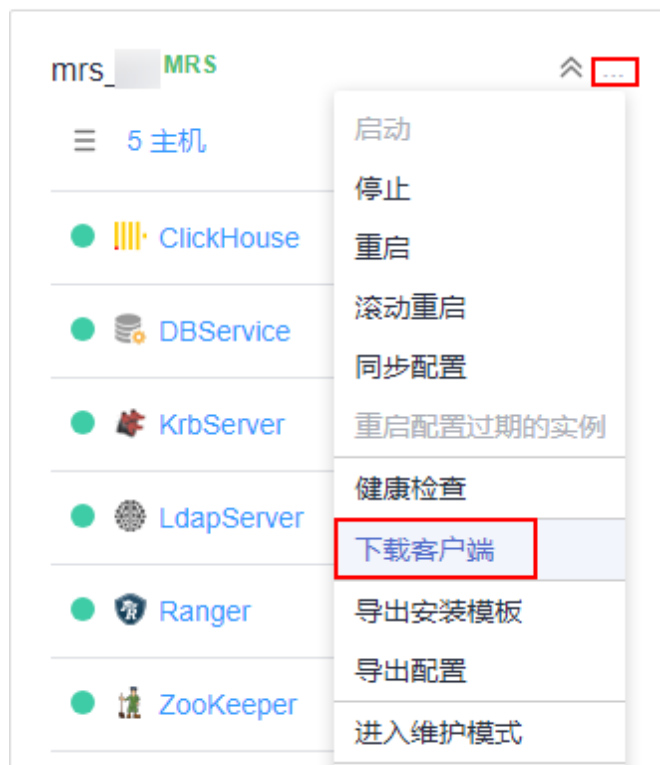 mrs_ MRS
...
5 主机
ClickHouse
DBService
KrbServer
LdapServer
Ranger
ZooKeeper
启动
停止
重启
滚动重启
同步配置
重启配置过期的实例
健康检查
下载客户端
导出安装模板
导出配置
进入维护模式